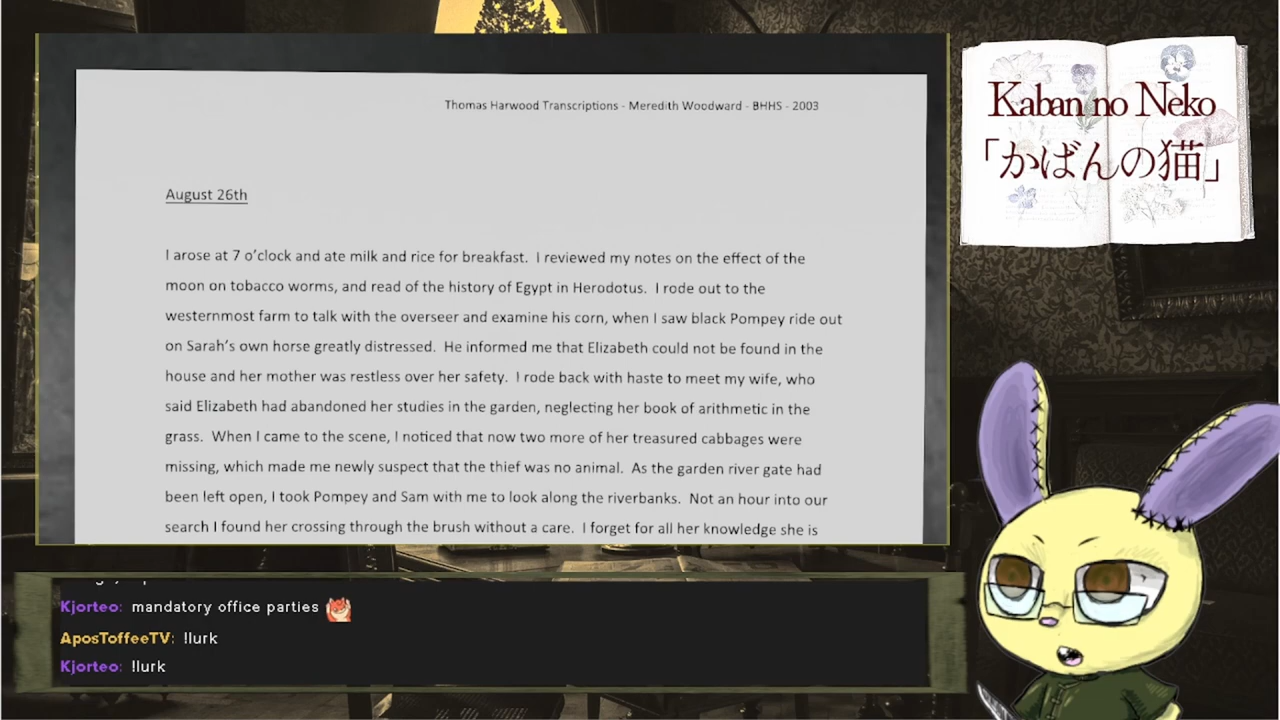 Thomas Harwood Transcriptions - Meredith Woodward - BHHS - 2003
August 26th
I arose at 7 o'clock and ate milk and rice for breakfast.  I reviewed my notes on the effect of the
moon on tobacco worms, and read of the history of Egypt in Herodotus.  I rode out to the
westernmost farm to talk with the overseer and examine his corn, when I saw black Pompey ride out
on Sarah's own horse greatly distressed.  He informed me that Elizabeth could not be found in the
house and her mother was restless over her safety.  I rode back with haste to meet my wife, who
said Elizabeth had abandoned her studies in the garden, neglecting her book of arithmetic in the
grass.  When I came to the scene, I noticed that now two more of her treasured cabbages were
missing, which made me newly suspect that the thief was no animal.  As the garden river gate had
been left open, I took Pompey and Sam with me to look along the riverbanks.  Not an hour into our
search I found her crossing through the brush without a care.  I forget for all her knowledge she is
Kaban no Neko
「かばんの猫」
Kjorteo: mandatory office parties
AposToffeeTV: !lurk
Kjorteo: !lurk